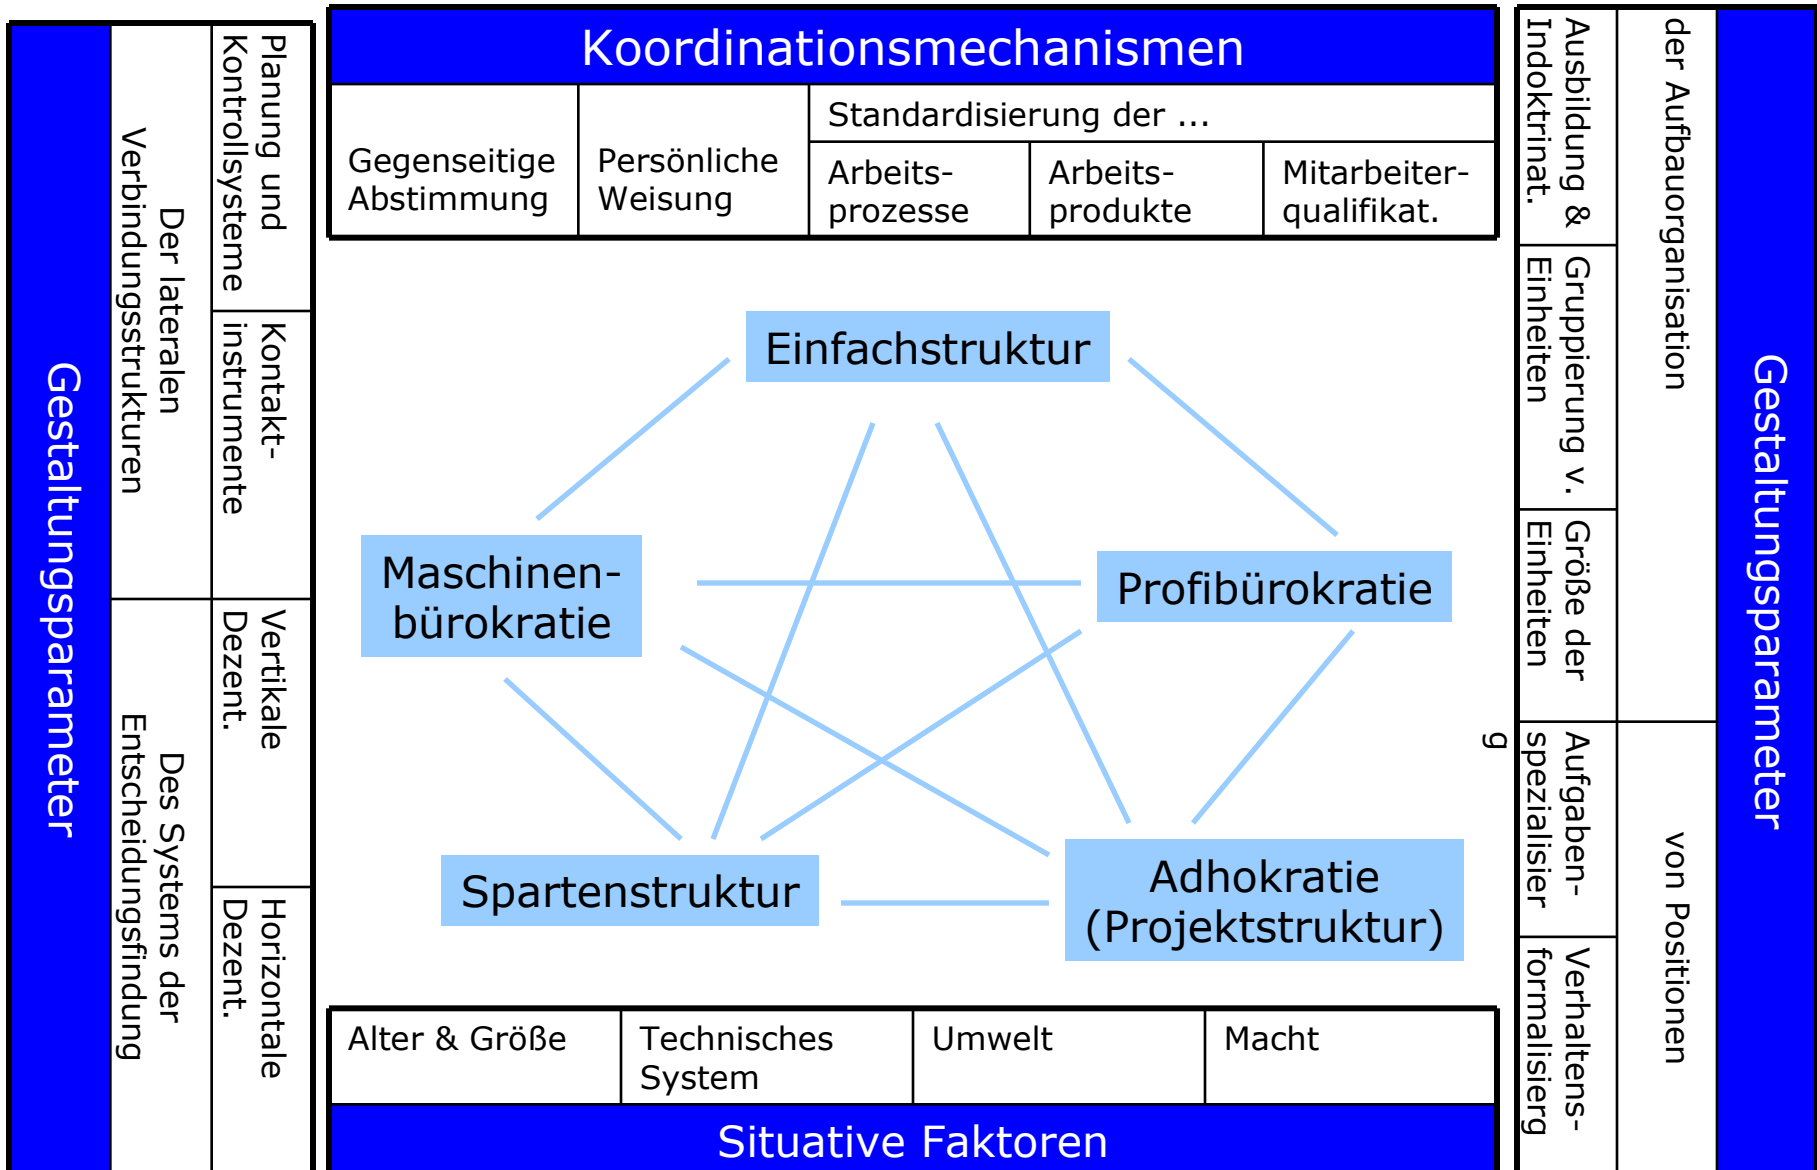 Koordinationsmechanismen
Gegenseitige
Abstimmung
Persönliche
Weisung
Standardisierung der ...
Arbeits-
prozesse
Arbeits-
produkte
Mitarbeiter-
qualifikat.
Gestaltungsparameter
Der lateralen
Verbindungsstrukturen
Planung und
Kontrollsysteme
Kontakt-
instrumente
Des Systems der
Entscheidungsfindung
Vertikale
Dezent.
Horizontale
Dezent.
Einfachstruktur
Maschinen-
bürokratie
Profibürokratie
Spartenstruktur
Adhokratie
(Projektstruktur)
Gestaltungsparameter
der Aufbauorganisation
Ausbildung &
Indoktrinat.
Gruppierung v.
Einheiten
Größe der
Einheiten
von Positionen
Aufgaben-
spezialisier
g
Verhaltens-
formalisierg
Alter & Größe
Technisches
System
Umwelt
Macht
Situative Faktoren